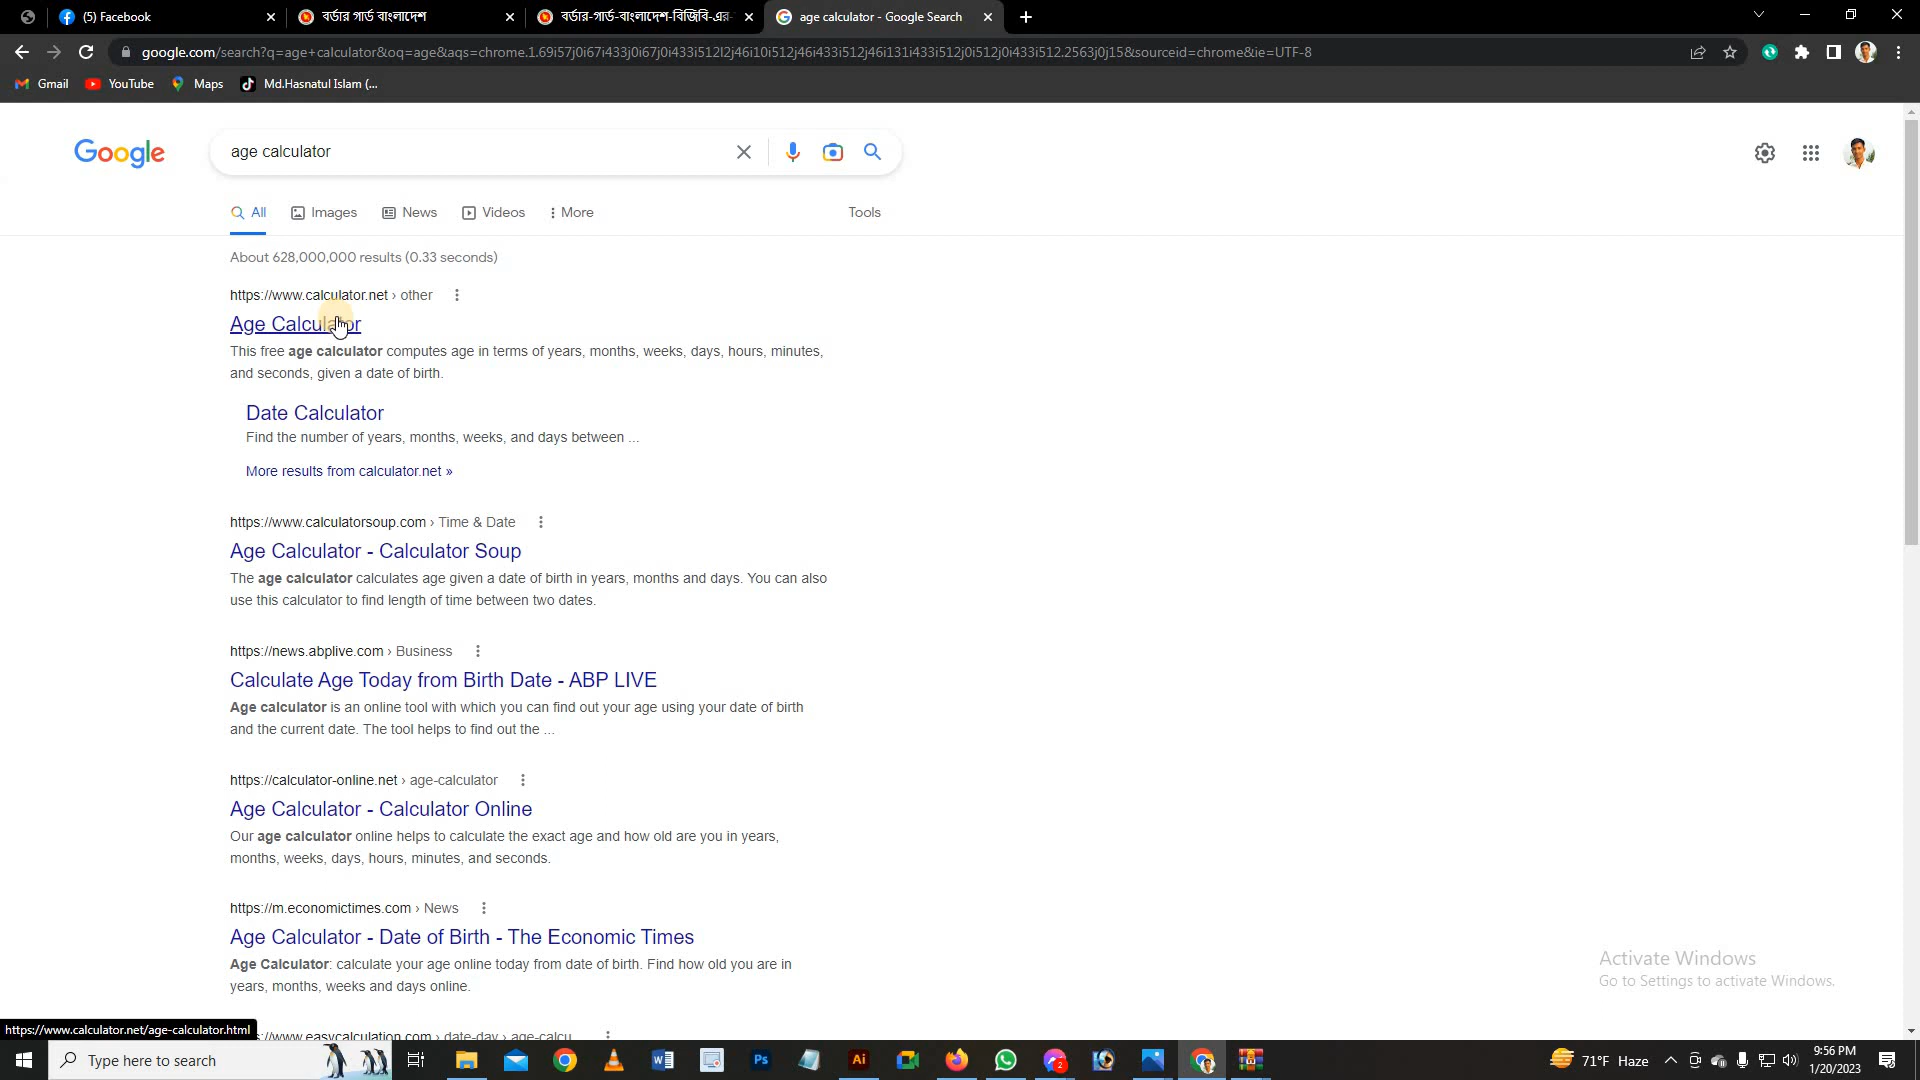 (5) Facebook
বর্ডার গার্ড বাংলাদেশ
বর্ডার-গার্ড-বাংলাদেশ-বিজিবি-এর-
age calculator - Google Search
google.com/search?q=age+calculator&oq=age&aqs=chrome.1.69i57j0i67i433j0i67j0i433i512l2j46i10i512j46i433i512j46i131i433i512j0i512j0i433i512.2563j0j15&sourceid=chrome&ie=UTF-8
Gmail
YouTube
Maps
Md.Hasnatul Islam (...
Google
age calculator
All
Images
News
Videos
More
Tools
About 628,000,000 results (0.33 seconds)
https://www.calculator.net › other
Age Calculator
This free age calculator computes age in terms of years, months, weeks, days, hours, minutes,
and seconds, given a date of birth.
Date Calculator
Find the number of years, months, weeks, and days between ...
More results from calculator.net »
https://www.calculatorsoup.com › Time & Date
Age Calculator - Calculator Soup
The age calculator calculates age given a date of birth in years, months and days. You can also
use this calculator to find length of time between two dates.
https://news.abplive.com › Business
Calculate Age Today from Birth Date - ABP LIVE
Age calculator is an online tool with which you can find out your age using your date of birth
and the current date. The tool helps to find out the ...
https://calculator-online.net › age-calculator
Age Calculator - Calculator Online
Our age calculator online helps to calculate the exact age and how old are you in years,
months, weeks, days, hours, minutes, and seconds.
https://m.economictimes.com › News
Age Calculator - Date of Birth - The Economic Times
Age Calculator: calculate your age online today from date of birth. Find how old you are in
years, months, weeks and days online.
Activate Windows
Go to Settings to activate Windows.
https://www.calculator.net/age-calculator.html
://www.easycalculation.com › date-day › age-calcu
Type here to search
Ps
Ai
2
71°F Haze
9:56 PM
1/20/2023